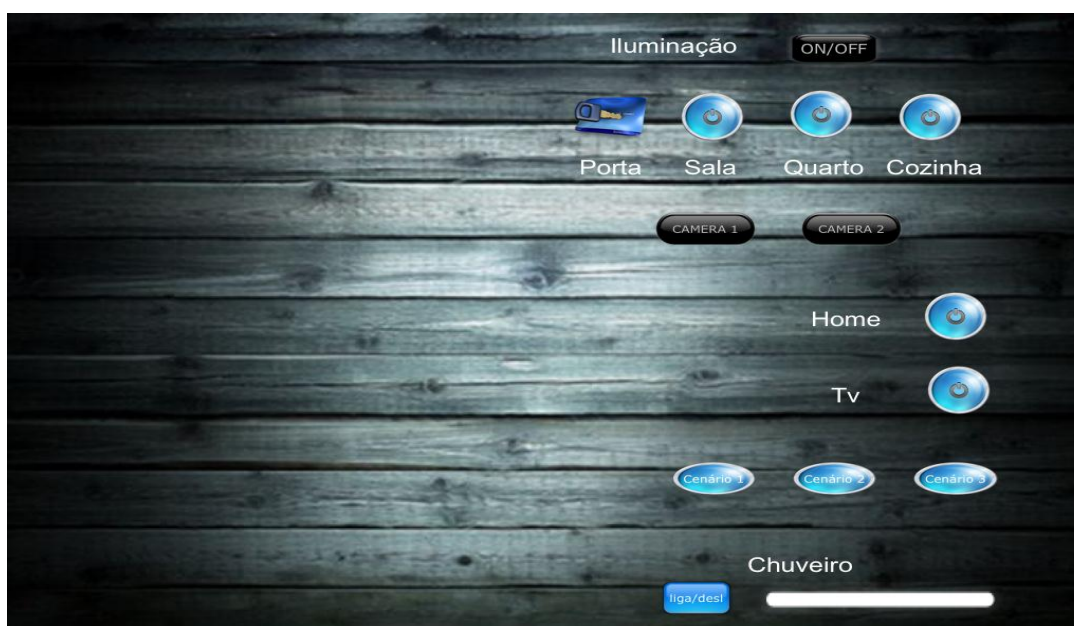 Iluminação ON/OFF
Porta Sala Quarto Cozinha
CAMERA 1 CAMERA 2
Home
Tv
Cenário 1 Cenário 2 Cenário 3
Chuveiro
liga/desl